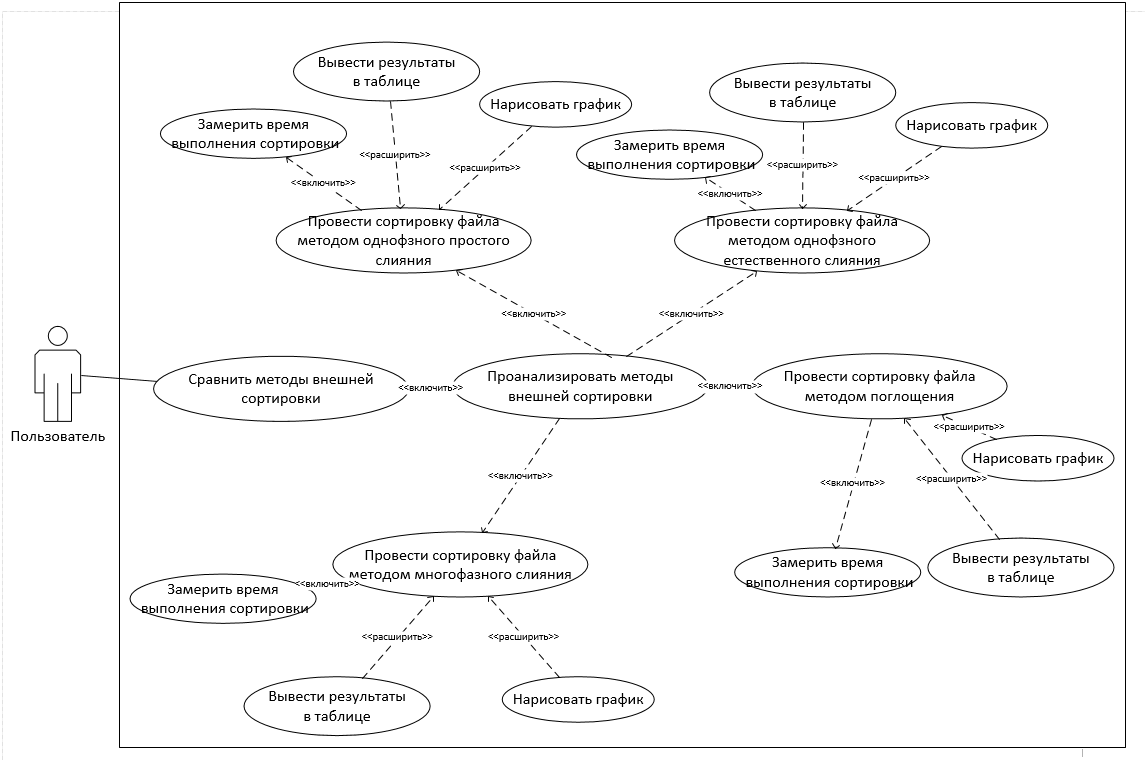 Вывести результаты
в таблице
Нарисовать график
Замерить время
выполнения сортировки
<<расширить>>
<<расширить>>
<<включить>>
Провести сортировку файла
методом однофзного простого
слияния
Вывести результаты
в таблице
Нарисовать график
Замерить время
выполнения сортировки
<<расширить>>
<<расширить>>
<<включить>>
Провести сортировку файла
методом однофзного
естественного слияния
<<включить>>
<<включить>>
Пользователь
Сравнить методы внешней
сортировки
<<включить>>
Проанализировать методы
внешней сортировки
<<включить>>
Провести сортировку файла
методом поглощения
<<расширить>>
Нарисовать график
<<включить>>
<<расширить>>
Замерить время
выполнения сортировки
Вывести результаты
в таблице
<<включить>>
Провести сортировку файла
методом многофазного слияния
<<включить>>
Замерить время
выполнения сортировки
<<расширить>>
<<расширить>>
Вывести результаты
в таблице
Нарисовать график